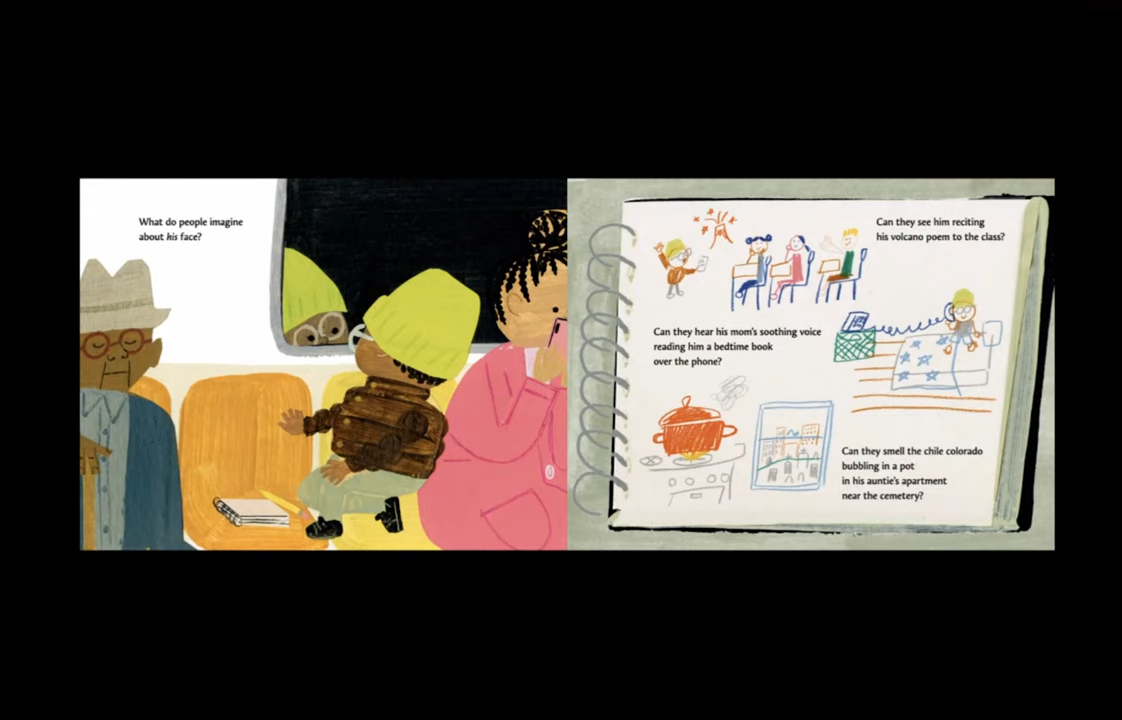 What do people imagine
about his face?
Can they see him reciting
his volcano poem to the class?
Can they hear his mom's soothing voice
reading him a bedtime book
over the phone?
Can they smell the chile colorado
bubbling in a pot
in his auntie's apartment
near the cemetery?